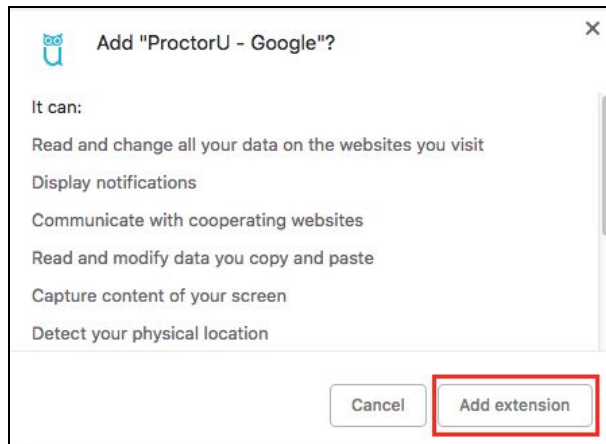 Add "ProctorU - Google"?
It can:
Read and change all your data on the websites you visit
Display notifications
Communicate with cooperating websites
Read and modify data you copy and paste
Capture content of your screen
Detect your physical location
Cancel
Add extension